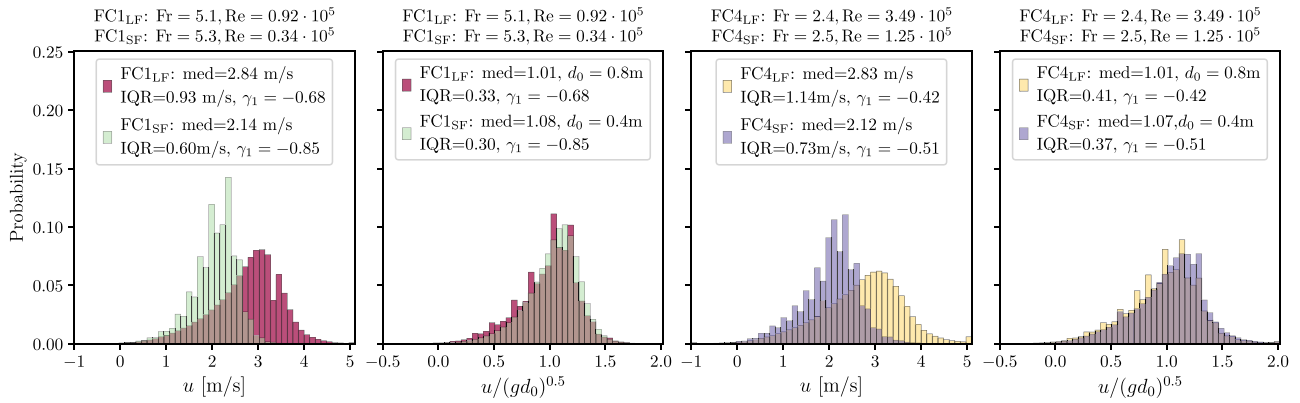 FC1LF: Fr = 5.1, Re = 0.92 · 10^5
FC1SF: Fr = 5.3, Re = 0.34 · 10^5
FC1LF: Fr = 5.1, Re = 0.92 · 10^5
FC1SF: Fr = 5.3, Re = 0.34 · 10^5
FC4LF: Fr = 2.4, Re = 3.49 · 10^5
FC4SF: Fr = 2.5, Re = 1.25 · 10^5
FC4LF: Fr = 2.4, Re = 3.49 · 10^5
FC4SF: Fr = 2.5, Re = 1.25 · 10^5
Probability
0.25
0.20
0.15
0.10
0.05
0.00
FC1LF: med=2.84 m/s
IQR=0.93 m/s, γ1 = −0.68
FC1SF: med=2.14 m/s
IQR=0.60m/s, γ1 = −0.85
−1 0 1 2 3 4 5
u [m/s]
FC1LF: med=1.01, d0 = 0.8m
IQR=0.33, γ1 = −0.68
FC1SF: med=1.08, d0 = 0.4m
IQR=0.30, γ1 = −0.85
−0.5 0.0 0.5 1.0 1.5 2.0
u/(gd0)^0.5
FC4LF: med=2.83 m/s
IQR=1.14m/s, γ1 = −0.42
FC4SF: med=2.12 m/s
IQR=0.73m/s, γ1 = −0.51
−1 0 1 2 3 4 5
u [m/s]
FC4LF: med=1.01, d0 = 0.8m
IQR=0.41, γ1 = −0.42
FC4SF: med=1.07,d0 = 0.4m
IQR=0.37, γ1 = −0.51
−0.5 0.0 0.5 1.0 1.5 2.0
u/(gd0)^0.5